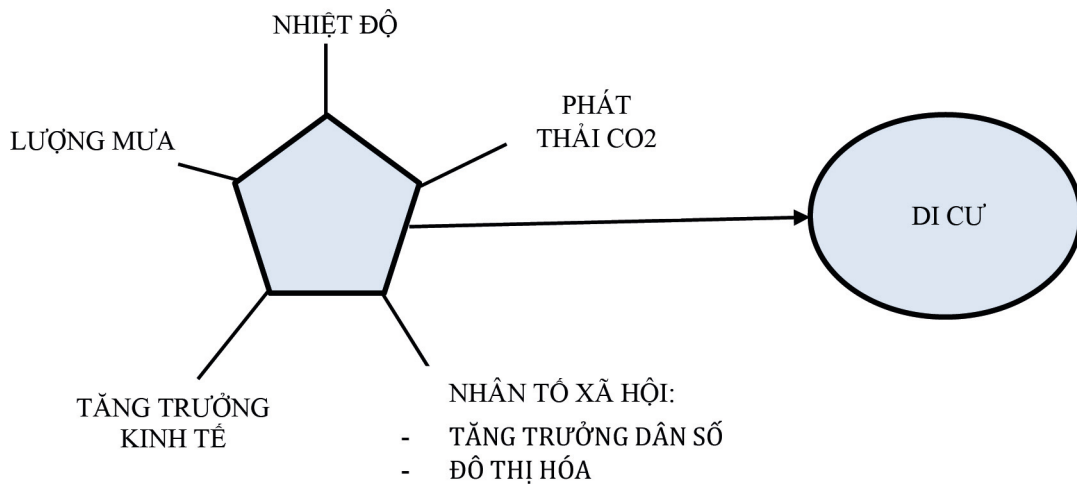 NHIỆT ĐỘ
LƯỢNG MƯA
PHÁT
THẢI CO2
DI CƯ
TĂNG TRƯỞNG
KINH TẾ
NHÂN TỐ XÃ HỘI:
- TĂNG TRƯỞNG DÂN SỐ
- ĐÔ THỊ HÓA